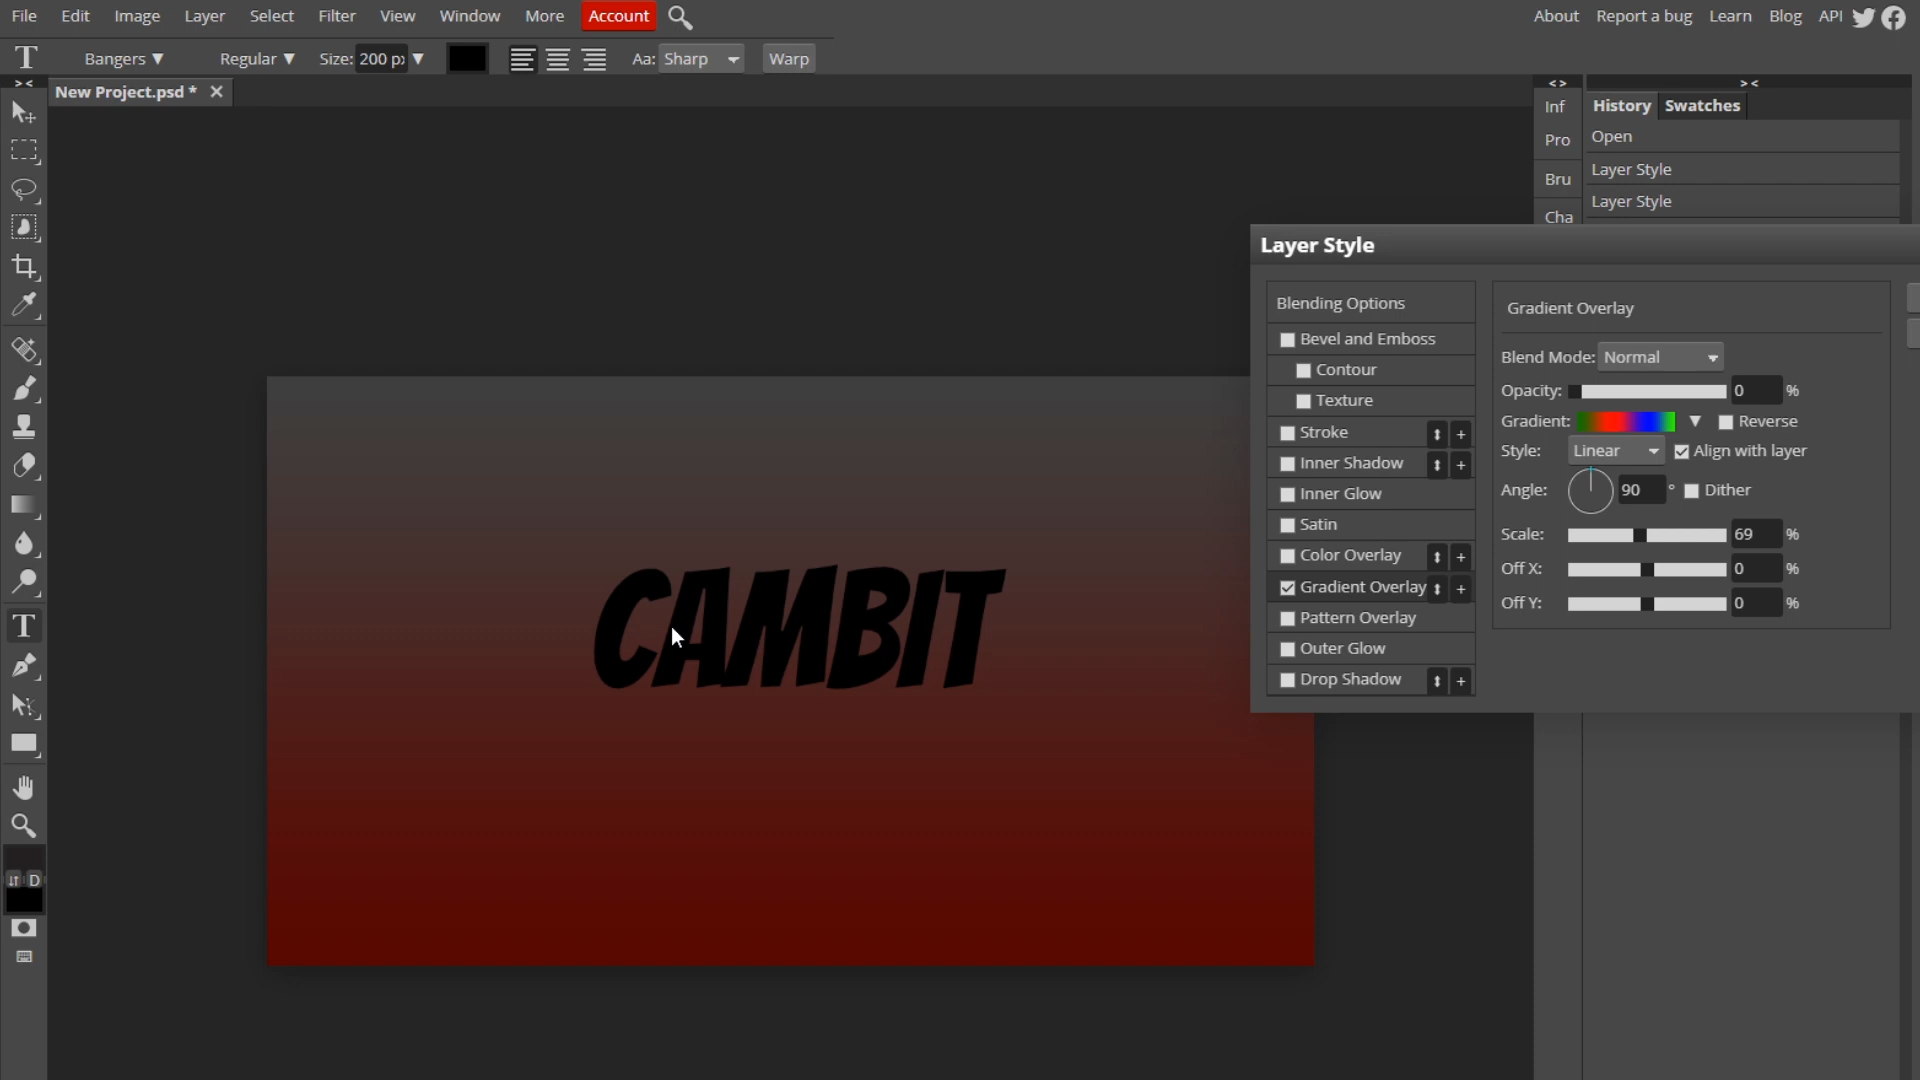 File Edit Image Layer Select Filter View Window More Account About Report a bug Learn Blog API
T Bangers ▼ Regular ▼ Size: 200 px ▼ Aa: Sharp Warp
> < < > > <
New Project.psd * ✕
Inf History Swatches
Pro Open
Layer Style
Bru
Layer Style
Cha
Layer Style
Blending Options Gradient Overlay
Bevel and Emboss
Blend Mode: Normal
Contour
Opacity: 0 %
Texture
Gradient: ▼ Reverse
Stroke +
Style: Linear Align with layer
Inner Shadow +
Inner Glow
Angle: 90 ° Dither
Satin
Scale: 69 %
Color Overlay +
Off X: 0 %
Gradient Overlay +
Off Y: 0 %
Pattern Overlay
Outer Glow
Drop Shadow +
CAMBIT
T
D